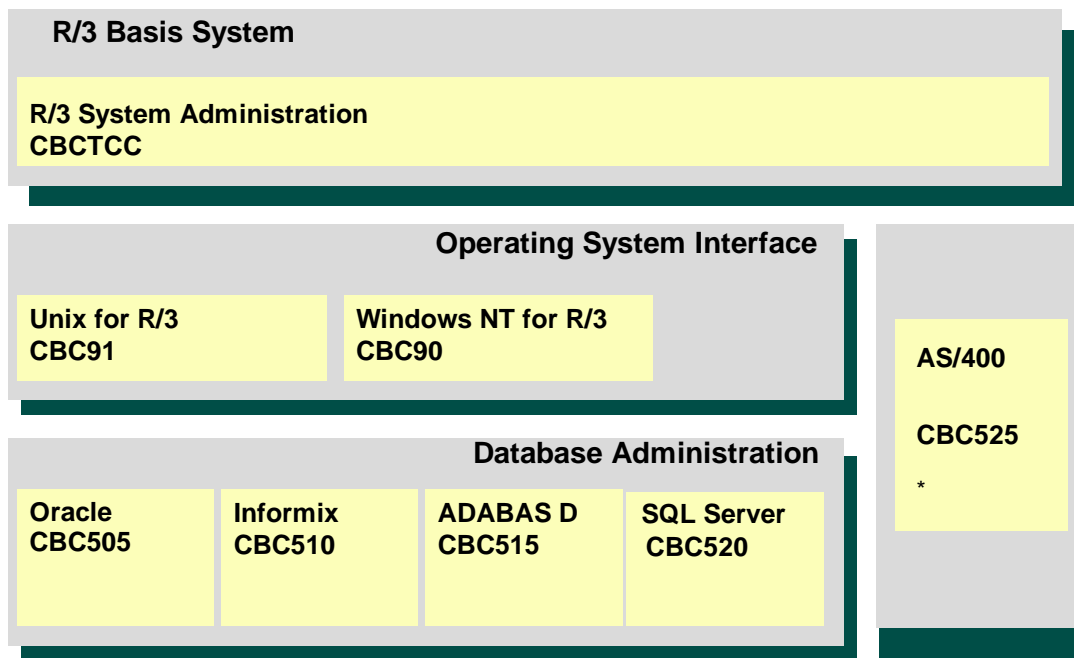 R/3 Basis System
R/3 System Administration
CBCTCC
Operating System Interface
Unix for R/3
CBC91
Windows NT for R/3
CBC90
AS/400
CBC525
*
Database Administration
Oracle
CBC505
Informix
CBC510
ADABAS D
CBC515
SQL Server
CBC520